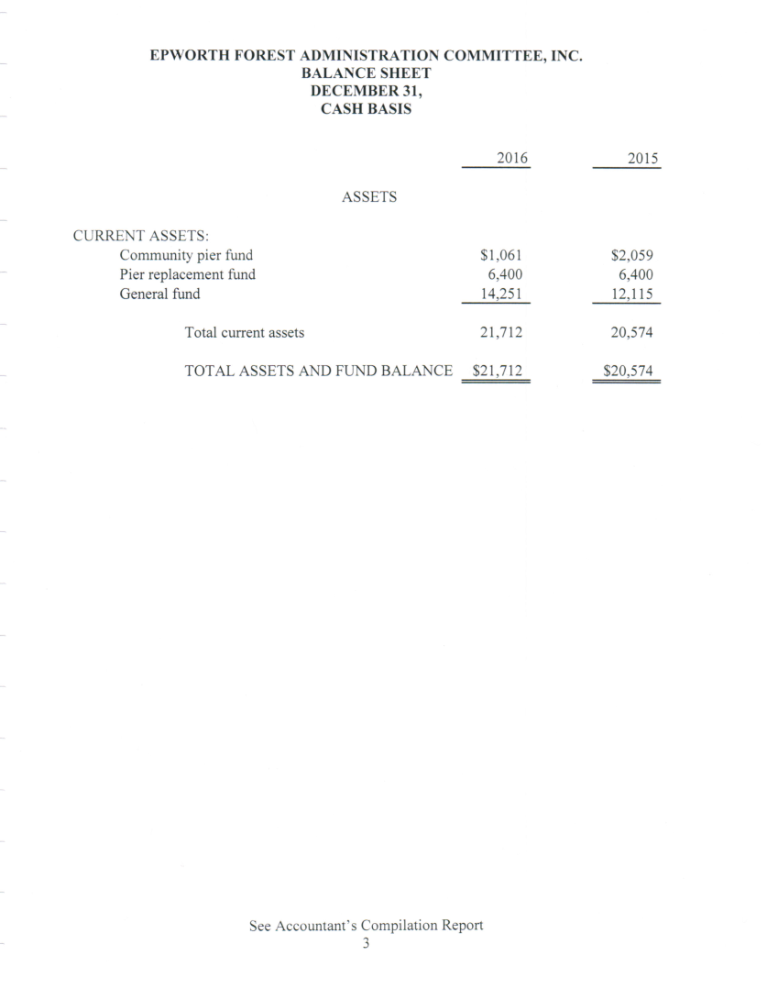 EPWORTH FOREST ADMINISTRATION COMMITTEE, INC.
BALANCE SHEET
DECEMBER 31,
CASH BASIS
2016 2015
ASSETS
CURRENT ASSETS:
Community pier fund $1,061 $2,059
Pier replacement fund 6,400 6,400
General fund 14,251 12,115
Total current assets 21,712 20,574
TOTAL ASSETS AND FUND BALANCE $21,712 $20,574
See Accountant's Compilation Report
3